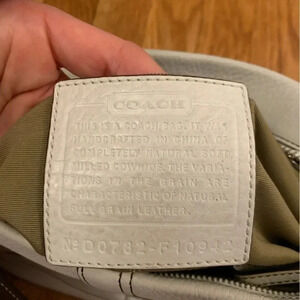 COACH
THIS IS A COACH BAG. IT WAS
HANDCRAFTED IN CHINA OF
COMPLETELY NATURAL SOFT
MILLED COWHIDE. THE VARIA-
TIONS IN THE GRAIN ARE
CHARACTERISTIC OF NATURAL
FULL GRAIN LEATHER.
Nº D0782-F10942